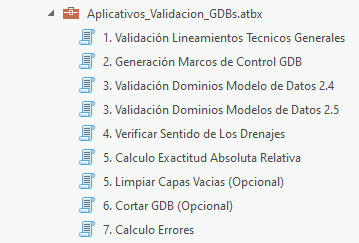 Aplicativos_Validacion_GDBs.atbx
1. Validación Lineamientos Tecnicos Generales
2. Generación Marcos de Control GDB
3. Validación Dominios Modelo de Datos 2.4
3. Validación Dominios Modelos de Datos 2.5
4. Verificar Sentido de Los Drenajes
5. Calculo Exactitud Absoluta Relativa
5. Limpiar Capas Vacias (Opcional)
6. Cortar GDB (Opcional)
7. Calculo Errores